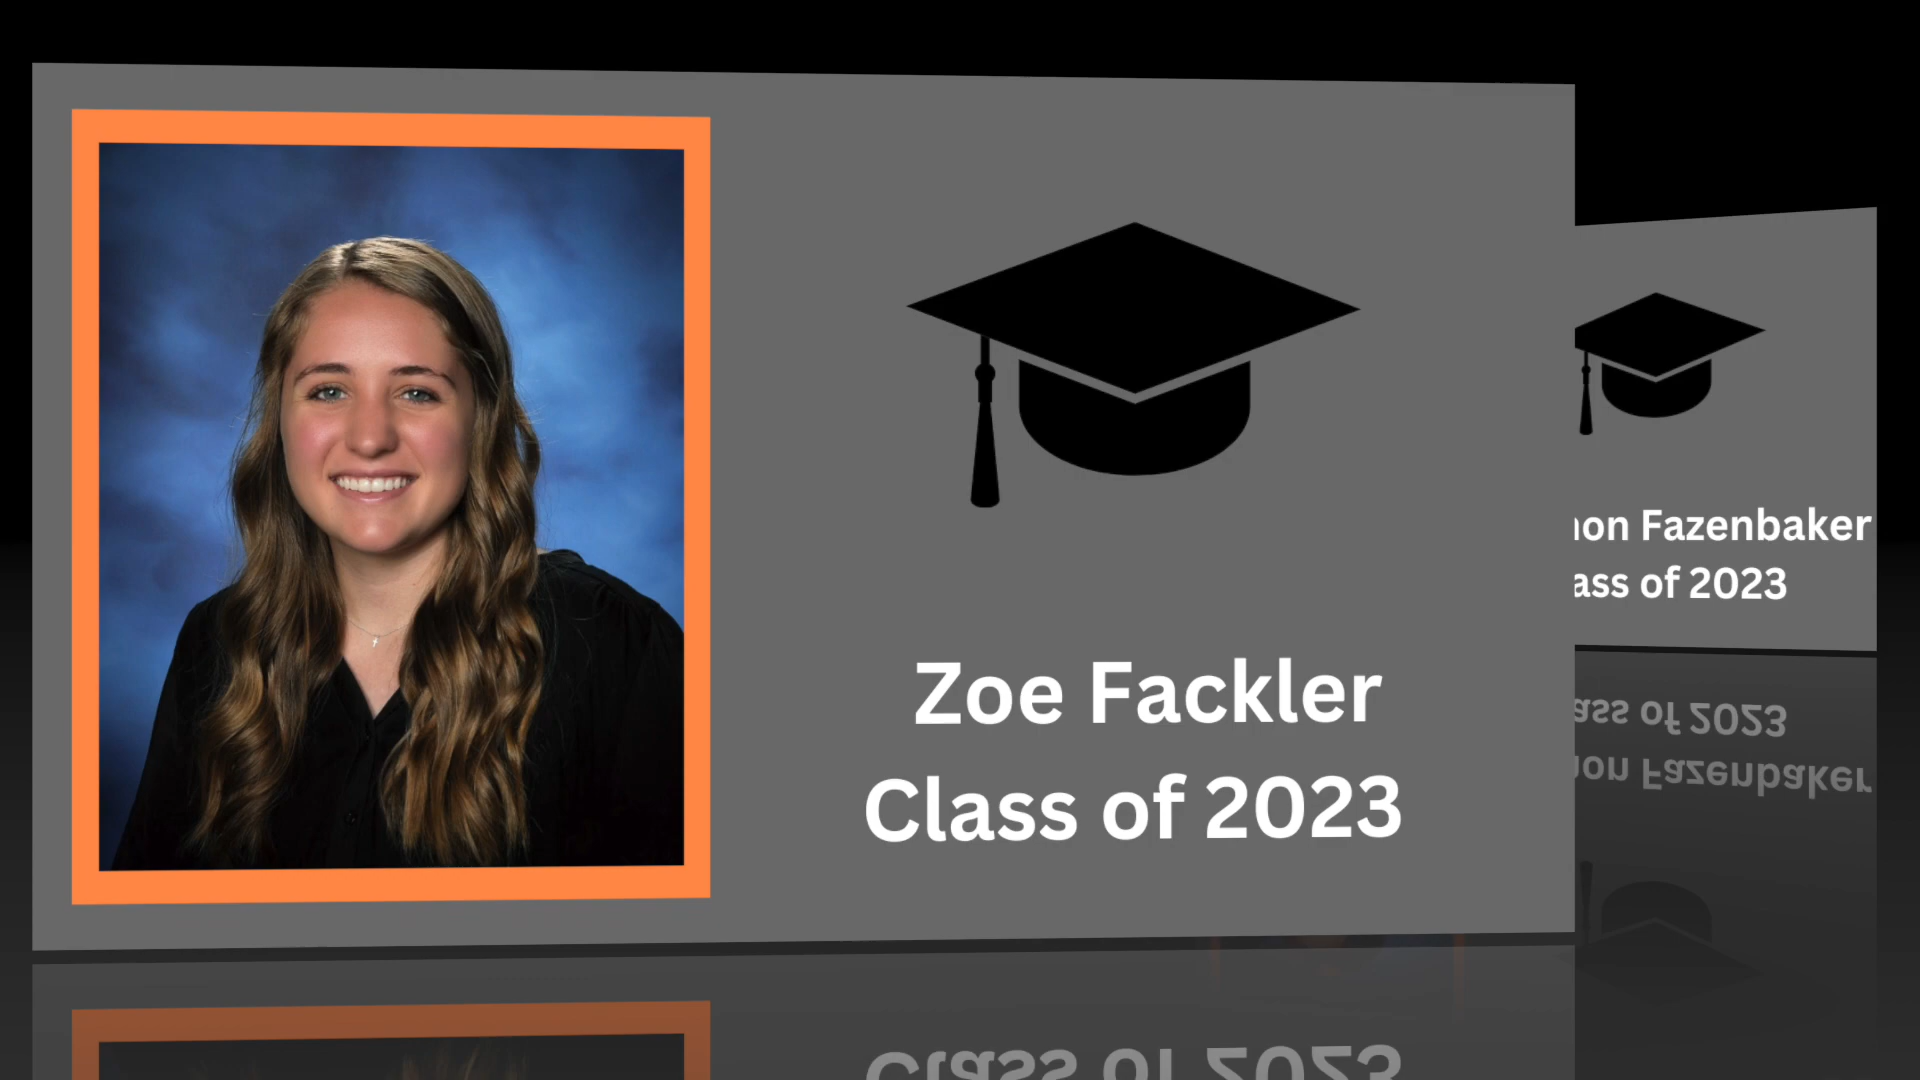 Zoe Fackler
Class of 2023
Fazenbaker
of 2023